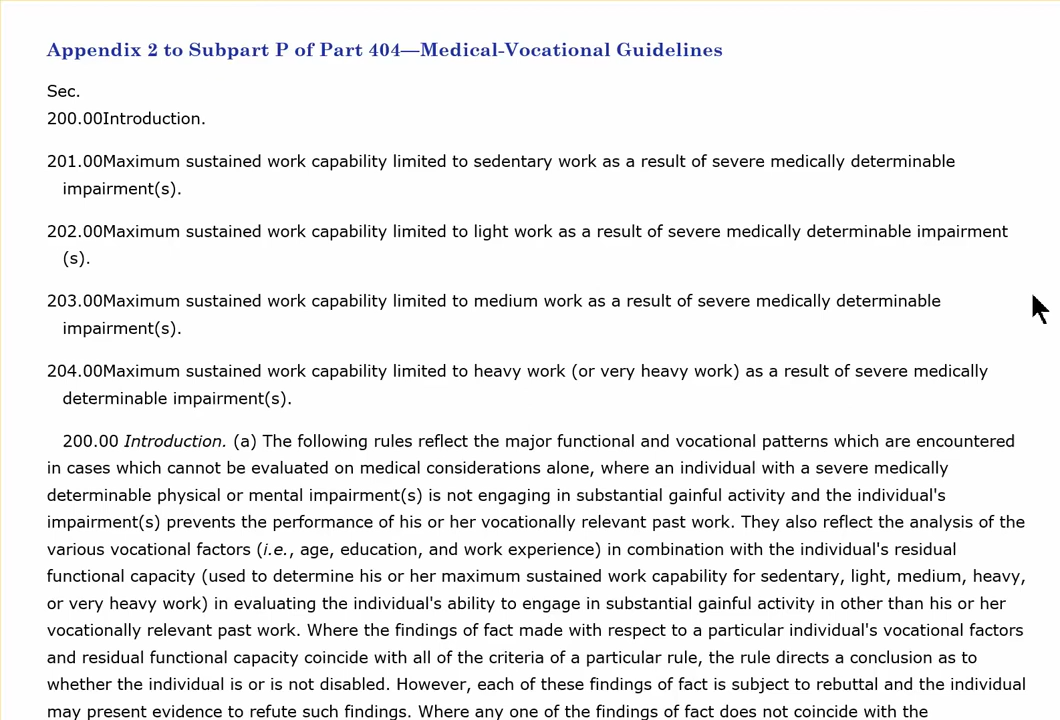 Appendix 2 to Subpart P of Part 404—Medical-Vocational Guidelines
Sec.
200.00Introduction.
201.00Maximum sustained work capability limited to sedentary work as a result of severe medically determinable
impairment(s).
202.00Maximum sustained work capability limited to light work as a result of severe medically determinable impairment
(s).
203.00Maximum sustained work capability limited to medium work as a result of severe medically determinable
impairment(s).
204.00Maximum sustained work capability limited to heavy work (or very heavy work) as a result of severe medically
determinable impairment(s).
200.00 Introduction. (a) The following rules reflect the major functional and vocational patterns which are encountered
in cases which cannot be evaluated on medical considerations alone, where an individual with a severe medically
determinable physical or mental impairment(s) is not engaging in substantial gainful activity and the individual's
impairment(s) prevents the performance of his or her vocationally relevant past work. They also reflect the analysis of the
various vocational factors (i.e., age, education, and work experience) in combination with the individual's residual
functional capacity (used to determine his or her maximum sustained work capability for sedentary, light, medium, heavy,
or very heavy work) in evaluating the individual's ability to engage in substantial gainful activity in other than his or her
vocationally relevant past work. Where the findings of fact made with respect to a particular individual's vocational factors
and residual functional capacity coincide with all of the criteria of a particular rule, the rule directs a conclusion as to
whether the individual is or is not disabled. However, each of these findings of fact is subject to rebuttal and the individual
may present evidence to refute such findings. Where any one of the findings of fact does not coincide with the